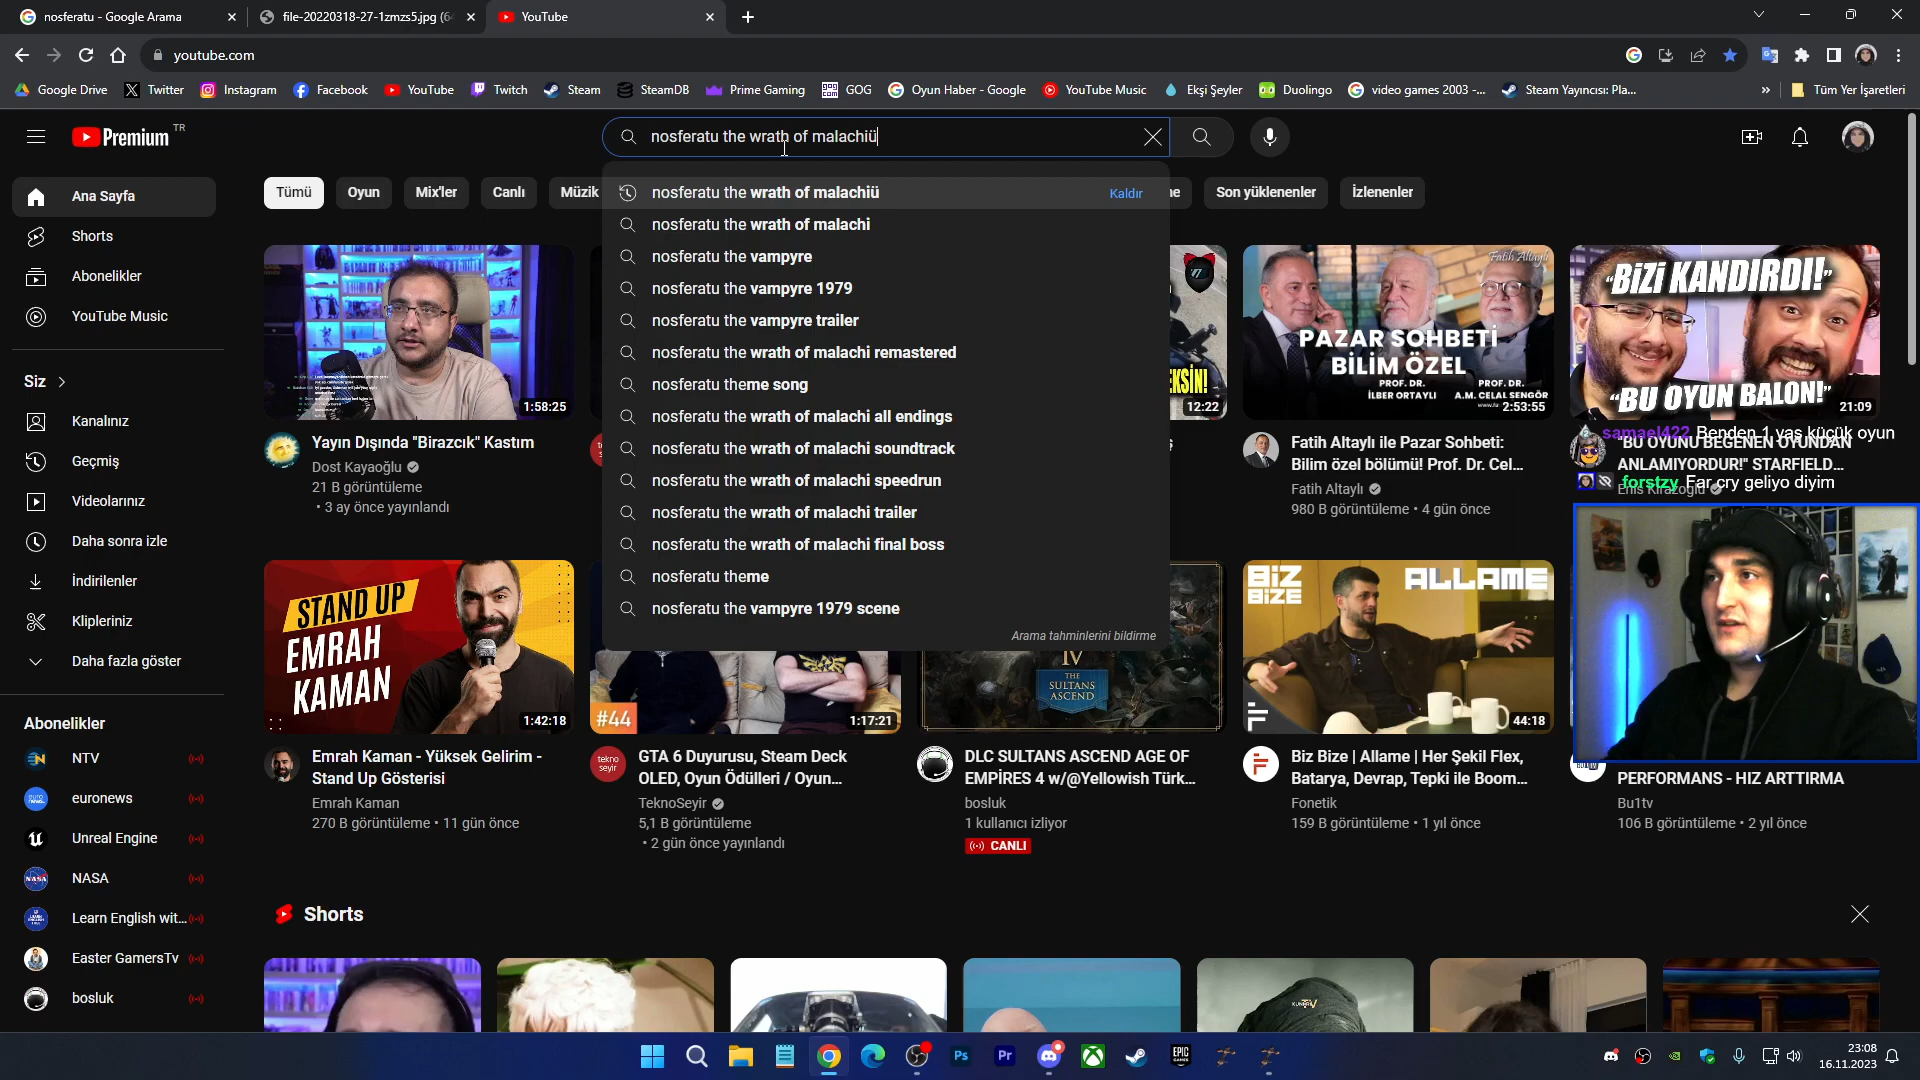 nosferatu - Google Arama
file-20220318-27-1zmzs5.jpg (64
YouTube
youtube.com
Google Drive
Twitter
Instagram
Facebook
YouTube
Twitch
Steam
SteamDB
Prime Gaming
GOG
Oyun Haber - Google
YouTube Music
Ekşi Şeyler
Duolingo
video games 2003 -...
Steam Yayıncısı: Pla...
»
Tüm Yer İşaretleri
Premium TR
nosferatu the wrath of malachiü
Ana Sayfa
Shorts
Abonelikler
YouTube Music
Siz
Kanalınız
Geçmiş
Videolarınız
Daha sonra izle
İndirilenler
Klipleriniz
Daha fazla göster
Abonelikler
NTV
euronews
Unreal Engine
NASA
Learn English wit...
Easter GamersTv
bosluk
Tümü
Oyun
Mix'ler
Canlı
Müzik
Son yüklenenler
İzlenenler
nosferatu the wrath of malachiü
Kaldır
nosferatu the wrath of malachi
nosferatu the vampyre
nosferatu the vampyre 1979
nosferatu the vampyre trailer
nosferatu the wrath of malachi remastered
nosferatu theme song
nosferatu the wrath of malachi all endings
nosferatu the wrath of malachi soundtrack
nosferatu the wrath of malachi speedrun
nosferatu the wrath of malachi trailer
nosferatu the wrath of malachi final boss
nosferatu theme
nosferatu the vampyre 1979 scene
Arama tahminlerini bildirme
1:58:25
Yayın Dışında "Birazcık" Kastım
Dost Kayaoğlu
21 B görüntüleme
• 3 ay önce yayınlandı
12:22
Fatih Altaylı
PAZAR SOHBETİ
BİLİM ÖZEL
PROF. DR.
İLBER ORTAYLI
PROF. DR.
A.M. CELAL SENGÖR
2:53:55
Fatih Altaylı ile Pazar Sohbeti:
Bilim özel bölümü! Prof. Dr. Cel...
Fatih Altaylı
980 B görüntüleme • 4 gün önce
"BİZİ KANDIRDI!"
"BU OYUN BALON!"
21:09
samael422 Benden 1 yaş küçük oyun
"BU OYUNU BEĞENEN OYUNDAN
ANLAMIYORDUR!" STARFIELD...
forstzy Far cry geliyo diyim
Enis Kirazoğlu
STAND UP
EMRAH
KAMAN
1:42:18
Emrah Kaman - Yüksek Gelirim -
Stand Up Gösterisi
Emrah Kaman
270 B görüntüleme • 11 gün önce
#44
1:17:21
GTA 6 Duyurusu, Steam Deck
OLED, Oyun Ödülleri / Oyun...
TeknoSeyir
5,1 B görüntüleme
• 2 gün önce yayınlandı
IV
THE
SULTANS
ASCEND
DLC SULTANS ASCEND AGE OF
EMPİRES 4 w/@Yellowish Türk...
bosluk
1 kullanıcı izliyor
CANLI
BİZ
BİZE
ALLAME
44:18
Biz Bize | Allame | Her Şekil Flex,
Batarya, Devrap, Tepki ile Boom...
Fonetik
159 B görüntüleme • 1 yıl önce
PERFORMANS - HIZ ARTTIRMA
Bu1tv
106 B görüntüleme • 2 yıl önce
Shorts
23:08
16.11.2023